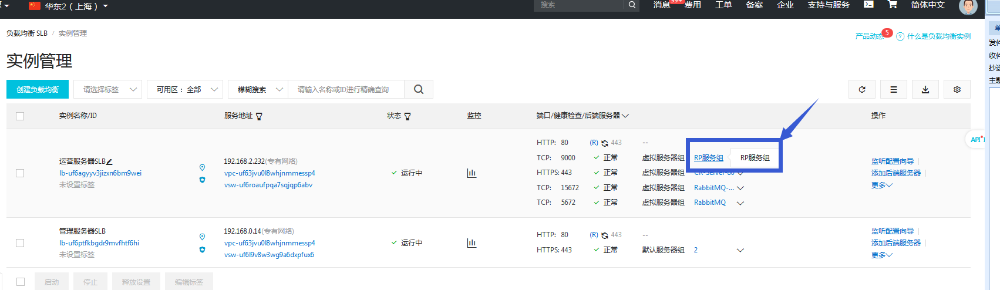 华东2（上海）
搜索
消息 99+ 费用 工单 备案 企业 支持与服务 简体中文
负载均衡 SLB / 实例管理
产品动态 5 ? 什么是负载均衡实例
实例管理
创建负载均衡 请选择标签 可用区： 全部 模糊搜索 请输入名称或ID进行精确查询
实例名称/ID 服务地址 状态 监控 端口/健康检查/后端服务器 操作
运营服务器SLB
lb-uf6agyyv3jizxn6bm9wei
未设置标签
192.168.2.232(专有网络)
vpc-uf63jvu0l8whjnmmessp4
vsw-uf6roaufpqa7sqjqp6abv
运行中
HTTP: 80 (R) 443 --
TCP: 9000 正常 虚拟服务器组 RP服务组 RP服务组
HTTPS: 443 正常 虚拟服务器组 CR-Server-80
TCP: 15672 正常 虚拟服务器组 RabbitMQ-...
TCP: 5672 正常 虚拟服务器组 RabbitMQ
监听配置向导
添加后端服务器
更多
管理服务器SLB
lb-uf6ptfkbgdr9mvfhtf6hi
未设置标签
192.168.0.14(专有网络)
vpc-uf63jvu0l8whjnmmessp4
vsw-uf6l9v8w3wg9a6dxpfux6
运行中
HTTP: 80 (R) 443 --
HTTPS: 443 正常 默认服务器组 2
监听配置向导
添加后端服务器
更多
启动 停止 释放设置 编辑标签
API
单
发件
收件
抄送
主题